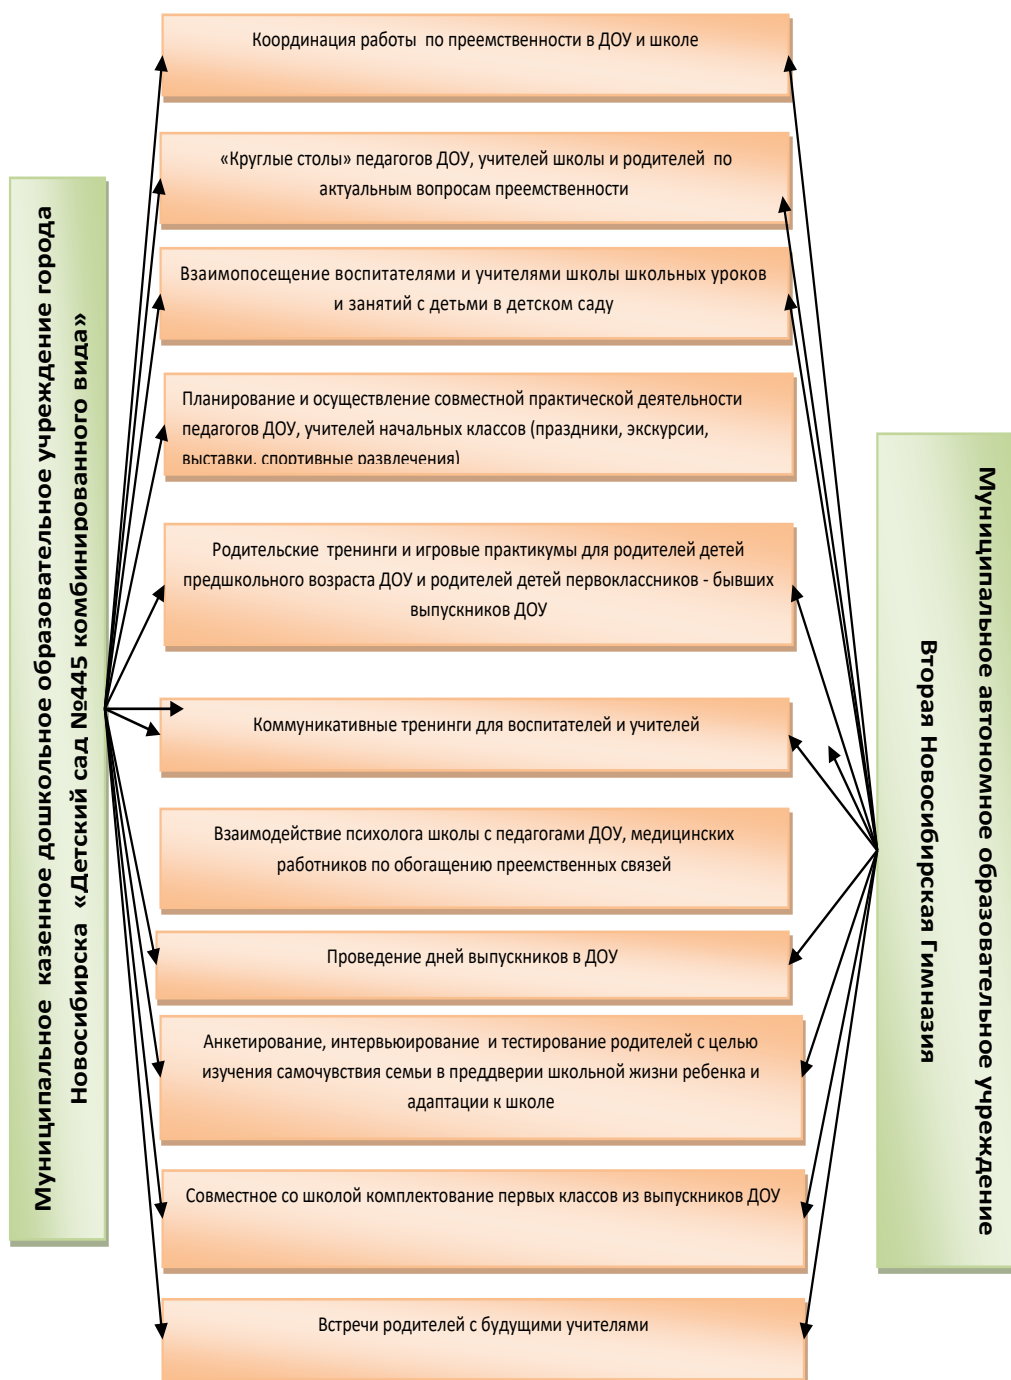 Муниципальное казенное дошкольное образовательное учреждение города
Новосибирска «Детский сад №445 комбинированного вида»
Координация работы по преемственности в ДОУ и школе
«Круглые столы» педагогов ДОУ, учителей школы и родителей по
актуальным вопросам преемственности
Взаимопосещение воспитателями и учителями школы школьных уроков
и занятий с детьми в детском саду
Планирование и осуществление совместной практической деятельности
педагогов ДОУ, учителей начальных классов (праздники, экскурсии,
выставки, спортивные развлечения)
Родительские тренинги и игровые практикумы для родителей детей
предшкольного возраста ДОУ и родителей детей первоклассников - бывших
выпускников ДОУ
Коммуникативные тренинги для воспитателей и учителей
Взаимодействие психолога школы с педагогами ДОУ, медицинских
работников по обогащению преемственных связей
Проведение дней выпускников в ДОУ
Анкетирование, интервьюирование и тестирование родителей с целью
изучения самочувствия семьи в преддверии школьной жизни ребенка и
адаптации к школе
Совместное со школой комплектование первых классов из выпускников ДОУ
Встречи родителей с будущими учителями
Муниципальное автономное образовательное учреждение
Вторая Новосибирская Гимназия